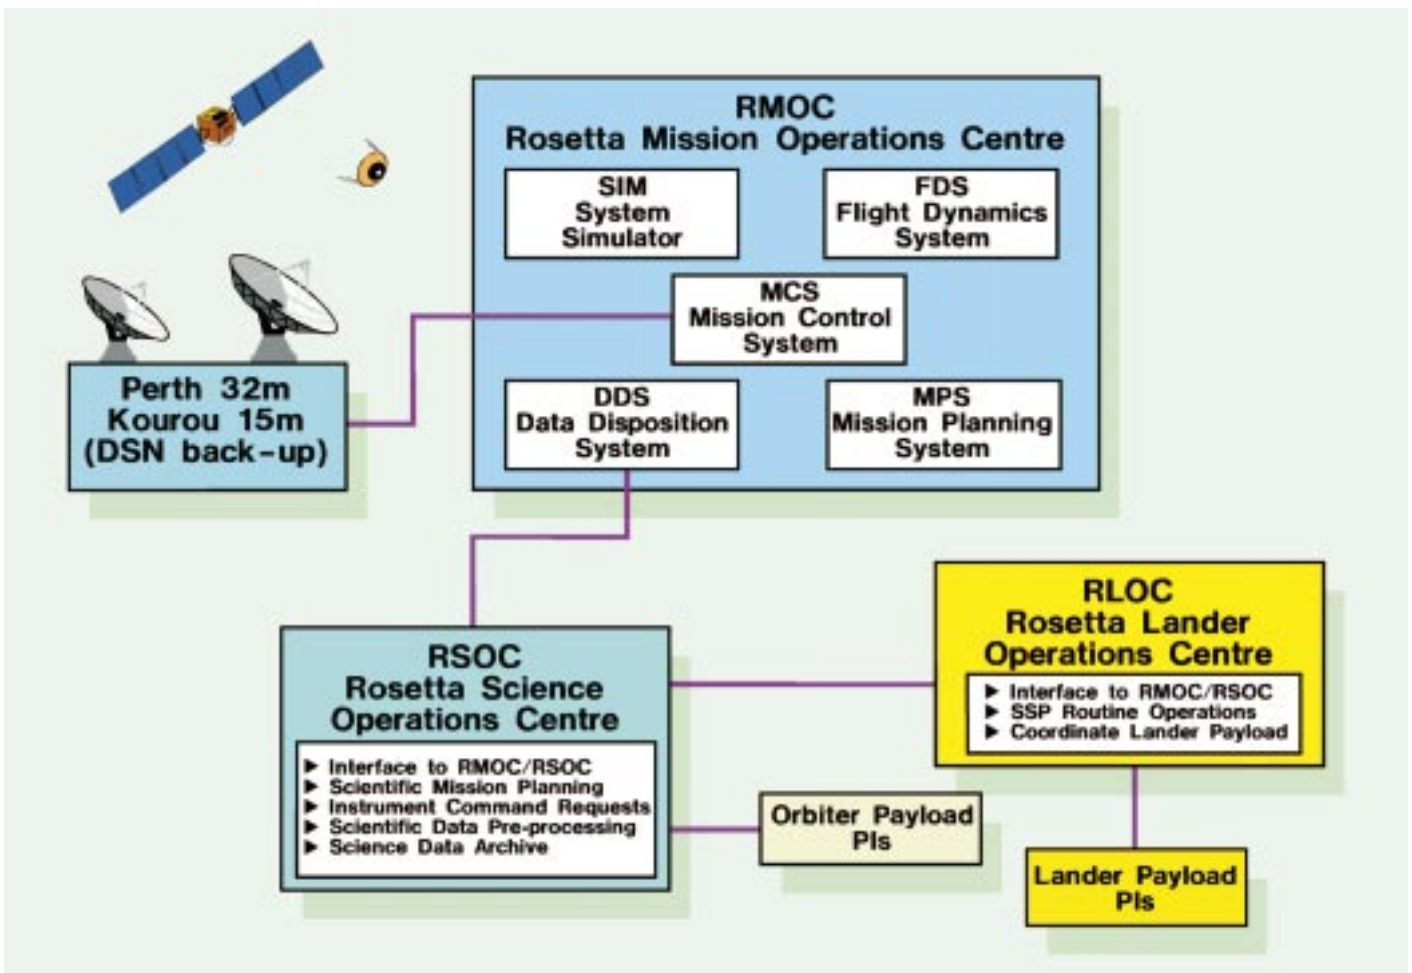 RMOC
Rosetta Mission Operations Centre
SIM
System
Simulator
FDS
Flight Dynamics
System
MCS
Mission Control
System
DDS
Data Disposition
System
MPS
Mission Planning
System
Perth 32m
Kourou 15m
(DSN back-up)
RSOC
Rosetta Science
Operations Centre
Interface to RMOC/RSOC
Scientific Mission Planning
Instrument Command Requests
Scientific Data Pre-processing
Science Data Archive
RLOC
Rosetta Lander
Operations Centre
Interface to RMOC/RSOC
SSP Routine Operations
Coordinate Lander Payload
Orbiter Payload
PIs
Lander Payload
PIs